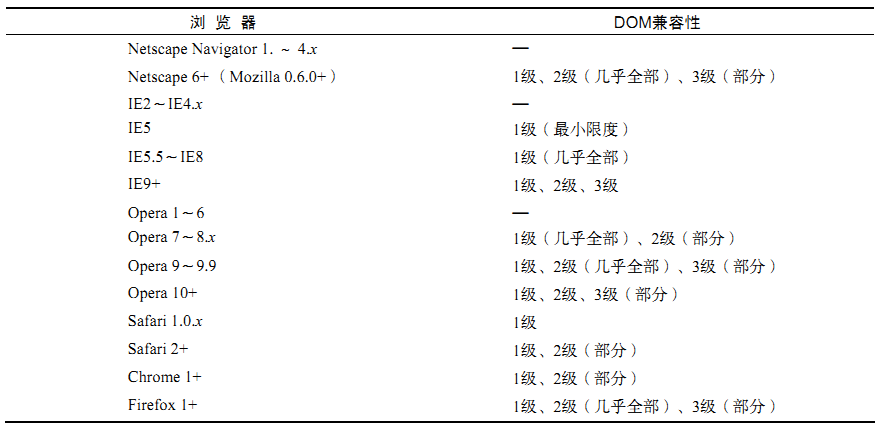 浏 览 器 DOM兼容性
Netscape Navigator 1. ~ 4.x —
Netscape 6+（Mozilla 0.6.0+） 1级、2级（几乎全部）、3级（部分）
IE2～IE4.x —
IE5 1级（最小限度）
IE5.5～IE8 1级（几乎全部）
IE9+ 1级、2级、3级
Opera 1～6 —
Opera 7～8.x 1级（几乎全部）、2级（部分）
Opera 9～9.9 1级、2级（几乎全部）、3级（部分）
Opera 10+ 1级、2级、3级（部分）
Safari 1.0.x 1级
Safari 2+ 1级、2级（部分）
Chrome 1+ 1级、2级（部分）
Firefox 1+ 1级、2级（几乎全部）、3级（部分）